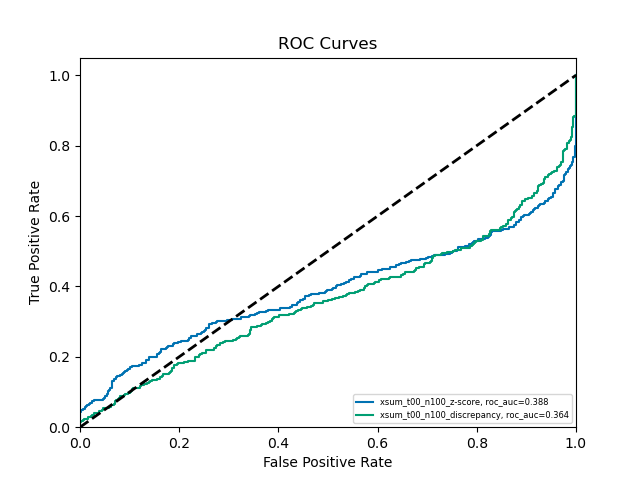 ROC Curves
True Positive Rate
1.0
0.8
0.6
0.4
0.2
0.0
0.0 0.2 0.4 0.6 0.8 1.0
False Positive Rate
xsum_t00_n100_z-score, roc_auc=0.388
xsum_t00_n100_discrepancy, roc_auc=0.364